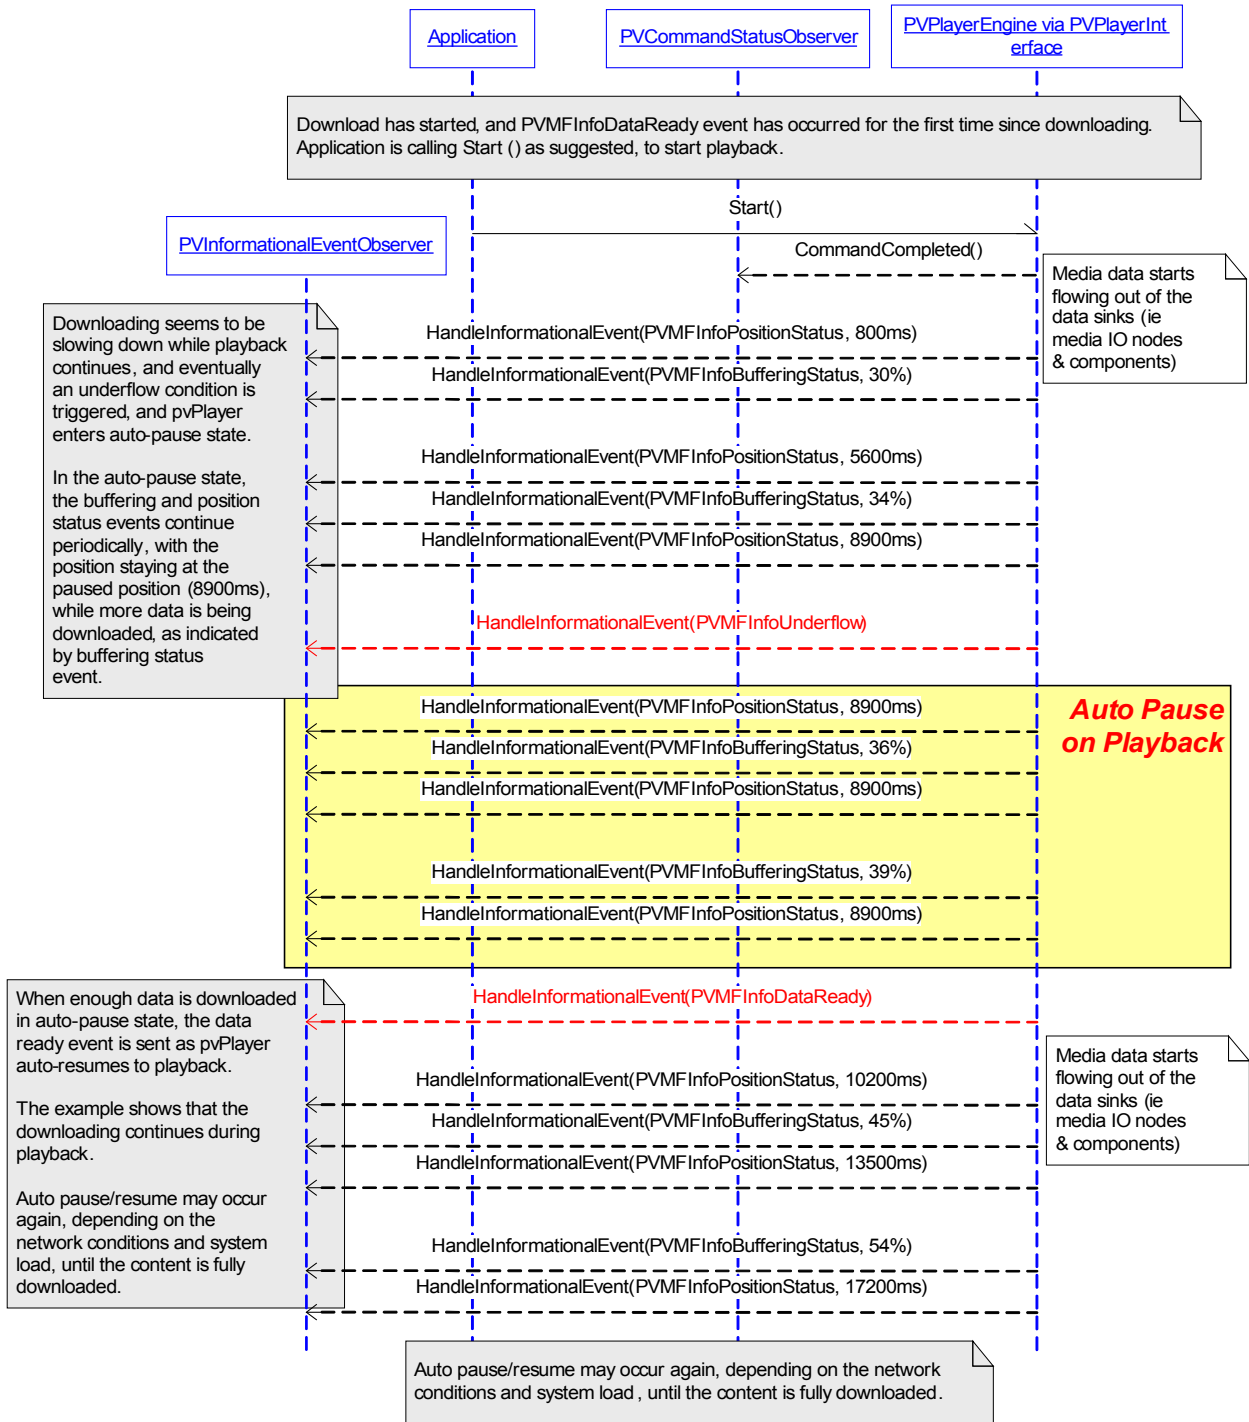 Application
PVCommandStatusObserver
PVPlayerEngine via PVPlayerInt
erface
Download has started, and PVMFInfoDataReady event has occurred for the first time since downloading.
Application is calling Start () as suggested, to start playback.
Start()
PVInformationalEventObserver
CommandCompleted()
Media data starts
flowing out of the
data sinks (ie
media IO nodes
& components)
Downloading seems to be
slowing down while playback
continues, and eventually
an underflow condition is
triggered, and pvPlayer
enters auto-pause state.
In the auto-pause state,
the buffering and position
status events continue
periodically, with the
position staying at the
paused position (8900ms),
while more data is being
downloaded, as indicated
by buffering status
event.
HandleInformationalEvent(PVMFInfoPositionStatus, 800ms)
HandleInformationalEvent(PVMFInfoBufferingStatus, 30%)
HandleInformationalEvent(PVMFInfoPositionStatus, 5600ms)
HandleInformationalEvent(PVMFInfoBufferingStatus, 34%)
HandleInformationalEvent(PVMFInfoPositionStatus, 8900ms)
HandleInformationalEvent(PVMFInfoUnderflow)
HandleInformationalEvent(PVMFInfoPositionStatus, 8900ms)
Auto Pause
on Playback
HandleInformationalEvent(PVMFInfoBufferingStatus, 36%)
HandleInformationalEvent(PVMFInfoPositionStatus, 8900ms)
HandleInformationalEvent(PVMFInfoBufferingStatus, 39%)
HandleInformationalEvent(PVMFInfoPositionStatus, 8900ms)
When enough data is downloaded
in auto-pause state, the data
ready event is sent as pvPlayer
auto-resumes to playback.
The example shows that the
downloading continues during
playback.
Auto pause/resume may occur
again, depending on the
network conditions and system
load, until the content is fully
downloaded.
HandleInformationalEvent(PVMFInfoDataReady)
Media data starts
flowing out of the
data sinks (ie
media IO nodes
& components)
HandleInformationalEvent(PVMFInfoPositionStatus, 10200ms)
HandleInformationalEvent(PVMFInfoBufferingStatus, 45%)
HandleInformationalEvent(PVMFInfoPositionStatus, 13500ms)
HandleInformationalEvent(PVMFInfoBufferingStatus, 54%)
HandleInformationalEvent(PVMFInfoPositionStatus, 17200ms)
Auto pause/resume may occur again, depending on the network
conditions and system load , until the content is fully downloaded.